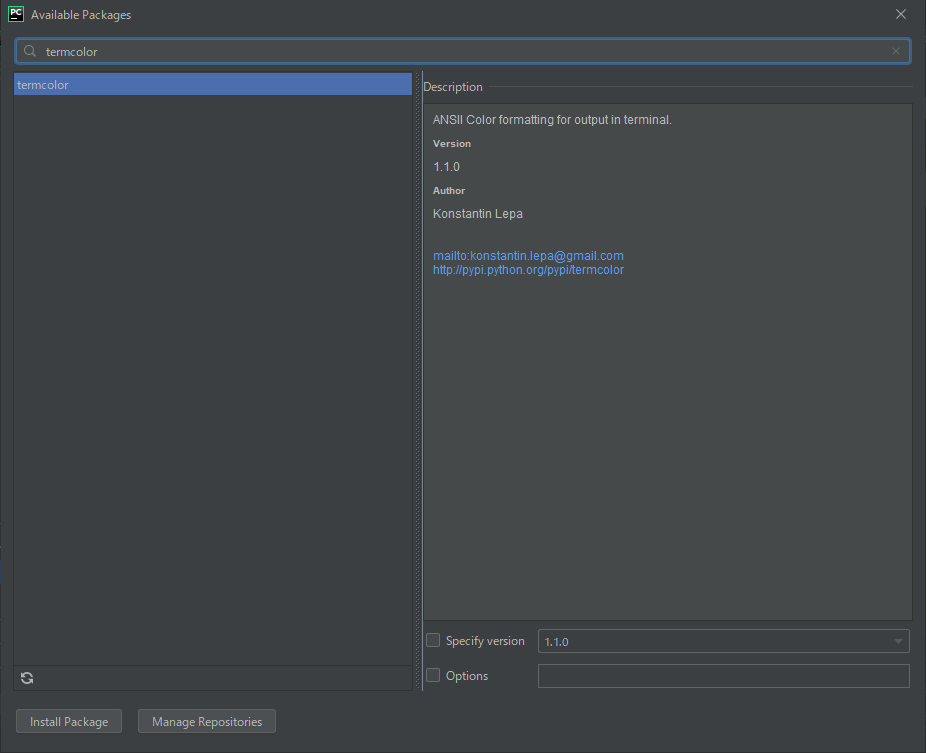 PC Available Packages
termcolor
termcolor
Description
ANSII Color formatting for output in terminal.
Version
1.1.0
Author
Konstantin Lepa
mailto:konstantin.lepa@gmail.com
http://pypi.python.org/pypi/termcolor
Specify version 1.1.0
Options
Install Package Manage Repositories